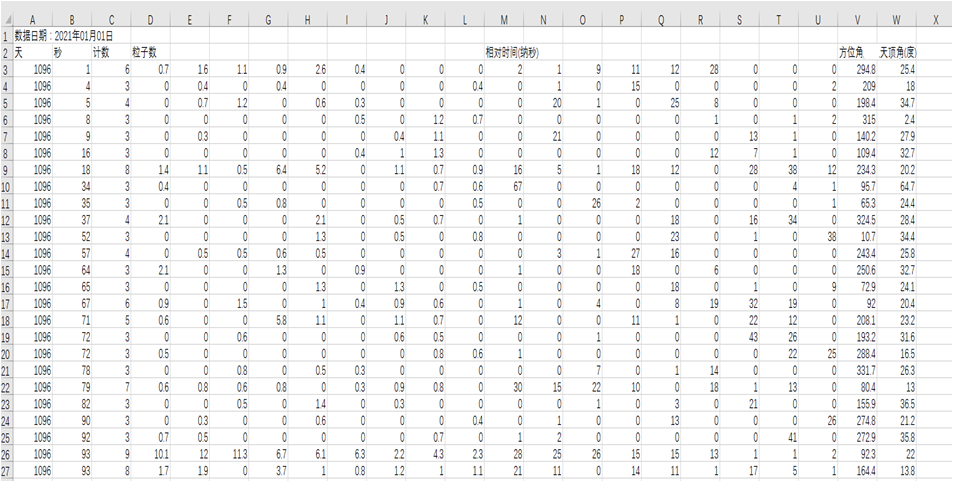 A B C D E F G H I J K L M N O P Q R S T U V W X
1 数据日期：2021年01月01日
2 天 秒 计数 粒子数 相对时间(纳秒) 方位角 天顶角(度)
3 1096 1 6 0.7 1.6 1.1 0.9 2.6 0.4 0 0 0 2 1 9 11 12 28 0 0 0 294.8 25.4
4 1096 4 3 0 0.4 0 0.4 0 0 0 0 0.4 0 1 0 15 0 0 0 0 2 209 18
5 1096 5 4 0 0.7 1.2 0 0.6 0.3 0 0 0 0 20 1 0 25 8 0 0 0 198.4 34.7
6 1096 8 3 0 0 0 0 0 0.5 0 1.2 0.7 0 0 0 0 0 1 0 1 2 315 2.4
7 1096 9 3 0 0.3 0 0 0 0 0.4 1.1 0 0 21 0 0 0 0 13 1 0 140.2 27.9
8 1096 16 3 0 0 0 0 0 0.4 1 1.3 0 0 0 0 0 0 12 7 1 0 109.4 32.7
9 1096 18 8 1.4 1.1 0.5 6.4 5.2 0 1.1 0.7 0.9 16 5 1 18 12 0 28 38 12 234.3 20.2
10 1096 34 3 0.4 0 0 0 0 0 0 0.7 0.6 67 0 0 0 0 0 0 4 1 95.7 64.7
11 1096 35 3 0 0 0.5 0.8 0 0 0 0 0.5 0 0 26 2 0 0 0 0 1 65.3 24.4
12 1096 37 4 2.1 0 0 0 2.1 0 0.5 0.7 0 1 0 0 0 18 0 16 34 0 324.5 28.4
13 1096 52 3 0 0 0 0 1.3 0 0.5 0 0.8 0 0 0 0 23 0 1 0 38 10.7 34.4
14 1096 57 4 0 0.5 0.5 0.6 0.5 0 0 0 0 0 3 1 27 16 0 0 0 0 243.4 25.8
15 1096 64 3 2.1 0 0 1.3 0 0.9 0 0 0 1 0 0 18 0 6 0 0 0 250.6 32.7
16 1096 65 3 0 0 0 0 1.3 0 1.3 0 0.5 0 0 0 0 18 0 1 0 9 72.9 24.1
17 1096 67 6 0.9 0 1.5 0 1 0.4 0.9 0.6 0 1 0 4 0 8 19 32 19 0 92 20.4
18 1096 71 5 0.6 0 0 5.8 1.1 0 1.1 0.7 0 12 0 0 11 1 0 22 12 0 208.1 23.2
19 1096 72 3 0 0 0.6 0 0 0 0.6 0.5 0 0 0 1 0 0 0 43 26 0 193.2 31.6
20 1096 72 3 0.5 0 0 0 0 0 0 0.8 0.6 1 0 0 0 0 0 0 22 25 288.4 16.5
21 1096 78 3 0 0 0.8 0 0.5 0.3 0 0 0 0 0 7 0 1 14 0 0 0 331.7 26.3
22 1096 79 7 0.6 0.8 0.6 0.8 0 0.3 0.9 0.8 0 30 15 22 10 0 18 1 13 0 80.4 13
23 1096 82 3 0 0 0.5 0 1.4 0 0.3 0 0 0 0 1 0 3 0 21 0 0 155.9 36.5
24 1096 90 3 0 0.3 0 0 0.6 0 0 0 0.4 0 1 0 0 13 0 0 0 26 274.8 21.2
25 1096 92 3 0.7 0.5 0 0 0 0 0 0.7 0 1 2 0 0 0 0 0 41 0 272.9 35.8
26 1096 93 9 10.1 12 11.3 6.7 6.1 6.3 2.2 4.3 2.3 28 25 26 15 15 13 1 1 2 92.3 22
27 1096 93 8 1.7 1.9 0 3.7 1 0.8 1.2 1 1.1 21 11 0 14 11 1 17 5 1 164.4 13.8